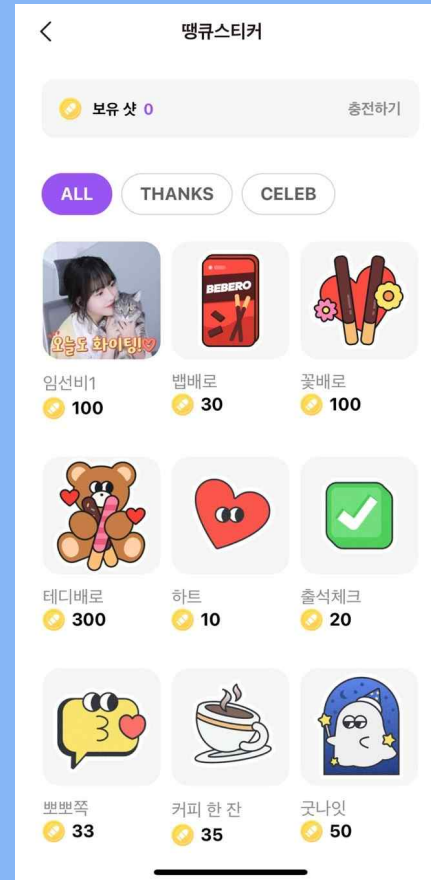 땡큐스티커
보유 샷 0 충전하기
ALL THANKS CELEB
오늘도 화이팅!♡
BEBERO
임선비1 뱁배로 꽃배로
100 30 100
테디배로 하트 출석체크
300 10 20
3
뽀뽀쪽 커피 한 잔 굿나잇
33 35 50